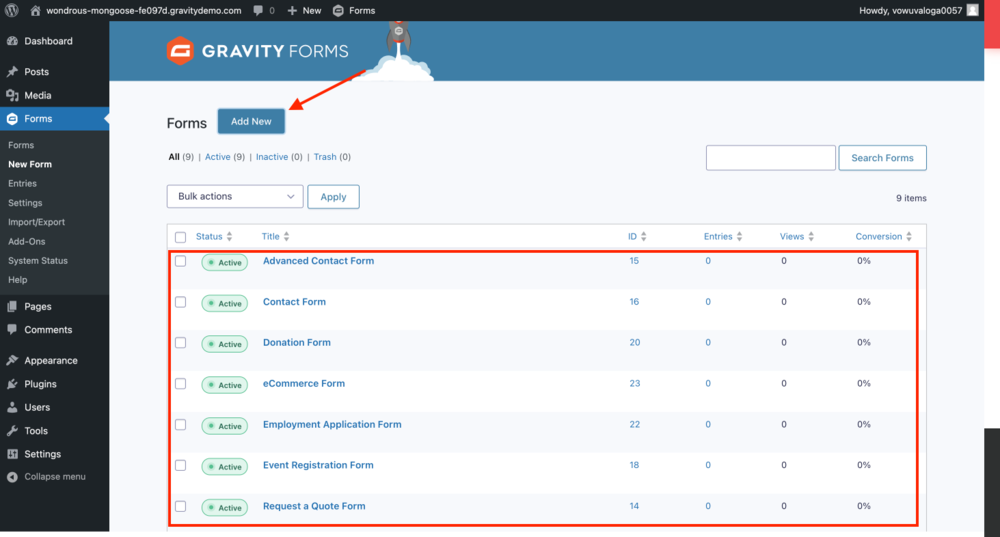 wondrous-mongoose-fe097d.gravitydemo.com 0 New Forms Howdy, vowuvaloga0057
Dashboard
Posts
Media
Forms
Forms
New Form
Entries
Settings
Import/Export
Add-Ons
System Status
Help
Pages
Comments
Appearance
Plugins
Users
Tools
Settings
Collapse menu
GRAVITY FORMS
Forms Add New
All (9) | Active (9) | Inactive (0) | Trash (0)
Search Forms
Bulk actions Apply
9 items
Status Title ID Entries Views Conversion
Active Advanced Contact Form 15 0 0 0%
Active Contact Form 16 0 0 0%
Active Donation Form 20 0 0 0%
Active eCommerce Form 23 0 0 0%
Active Employment Application Form 22 0 0 0%
Active Event Registration Form 18 0 0 0%
Active Request a Quote Form 14 0 0 0%